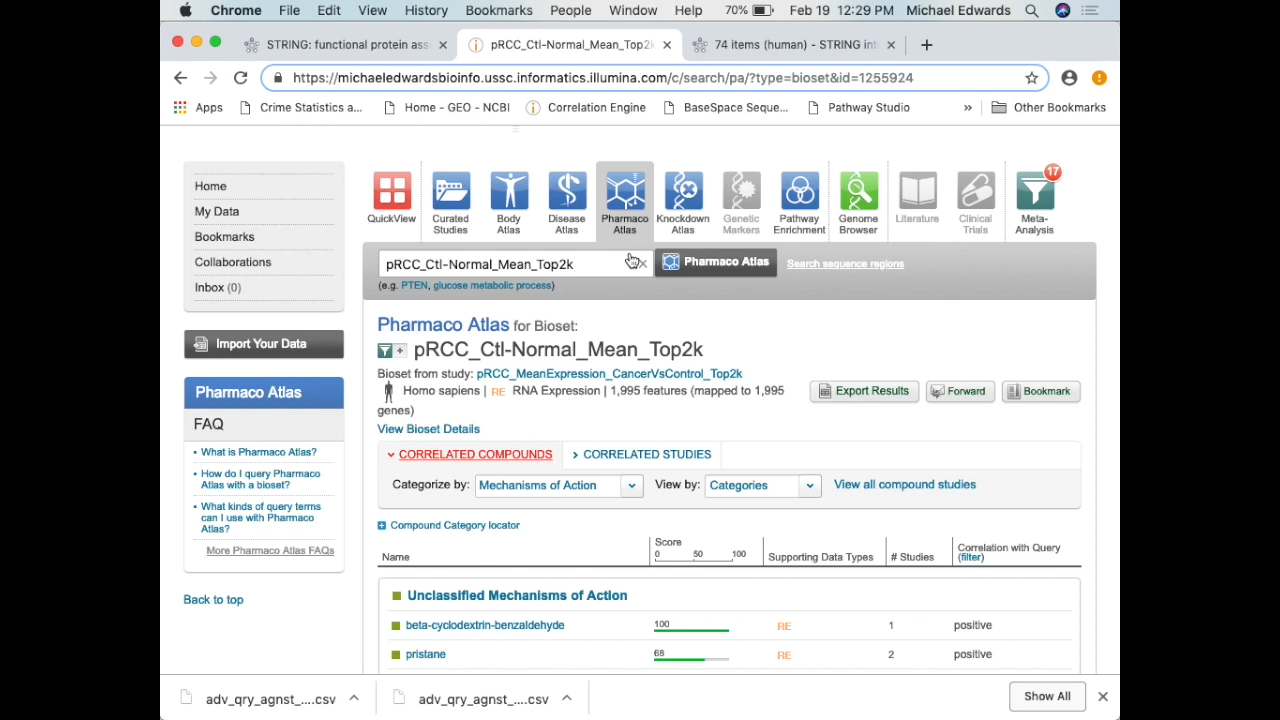 Chrome File Edit View History Bookmarks People Window Help 70% Feb 19 12:29 PM Michael Edwards
STRING: functional protein ass
pRCC_Ctl-Normal_Mean_Top2k
74 items (human) - STRING int
https://michaeledwardsbioinfo.ussc.informatics.illumina.com/c/search/pa/?type=bioset&id=1255924
Apps Crime Statistics a... Home - GEO - NCBI Correlation Engine BaseSpace Seque... Pathway Studio » Other Bookmarks
Home
My Data
Bookmarks
Collaborations
Inbox (0)
Import Your Data
Pharmaco Atlas
FAQ
What is Pharmaco Atlas?
How do I query Pharmaco
Atlas with a bioset?
What kinds of query terms
can I use with Pharmaco
Atlas?
More Pharmaco Atlas FAQs
Back to top
QuickView
Curated
Studies
Body
Atlas
Disease
Atlas
Pharmaco
Atlas
Knockdown
Atlas
Genetic
Markers
Pathway
Enrichment
Genome
Browser
Literature
Clinical
Trials
17
Meta-
Analysis
pRCC_Ctl-Normal_Mean_Top2k
Pharmaco Atlas
Search sequence regions
(e.g. PTEN, glucose metabolic process)
Pharmaco Atlas for Bioset:
pRCC_Ctl-Normal_Mean_Top2k
Bioset from study: pRCC_MeanExpression_CancerVsControl_Top2k
Homo sapiens | RE RNA Expression | 1,995 features (mapped to 1,995
genes)
Export Results Forward Bookmark
View Bioset Details
CORRELATED COMPOUNDS CORRELATED STUDIES
Categorize by: Mechanisms of Action View by: Categories View all compound studies
Compound Category locator
Name
Score
0 50 100
Supporting Data Types
# Studies
Correlation with Query
(filter)
Unclassified Mechanisms of Action
beta-cyclodextrin-benzaldehyde 100 RE 1 positive
pristane 68 RE 2 positive
adv_qry_agnst_....csv adv_qry_agnst_....csv Show All